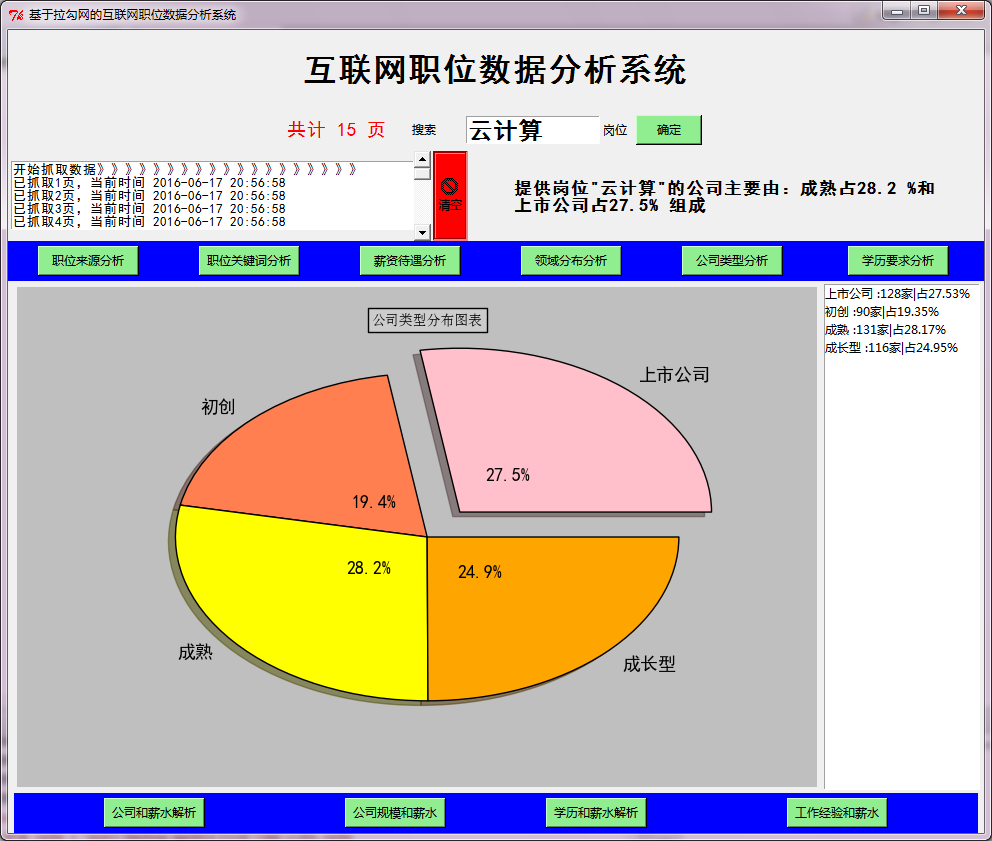 基于拉勾网的互联网职位数据分析系统
互联网职位数据分析系统
共计 15 页 搜索 云计算 岗位 确定
开始抓取数据》》》》》》》》》》》》》》》》》》》
已抓取1页，当前时间 2016-06-17 20:56:58
已抓取2页，当前时间 2016-06-17 20:56:58
已抓取3页，当前时间 2016-06-17 20:56:58
已抓取4页，当前时间 2016-06-17 20:56:58
清空
提供岗位"云计算"的公司主要由：成熟占28.2 %和
上市公司占27.5% 组成
职位来源分析 职位关键词分析 薪资待遇分析 领域分布分析 公司类型分析 学历要求分析
公司类型分布图表
上市公司
初创
27.5%
19.4%
28.2%
24.9%
成熟
成长型
上市公司 :128家|占27.53%
初创 :90家|占19.35%
成熟 :131家|占28.17%
成长型 :116家|占24.95%
公司和薪水解析 公司规模和薪水 学历和薪水解析 工作经验和薪水